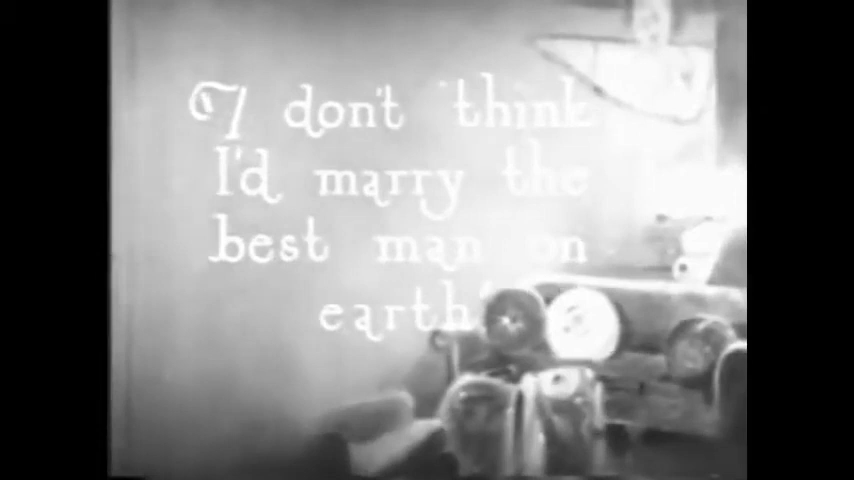 "I don't think
I'd marry the
best man on
earth."